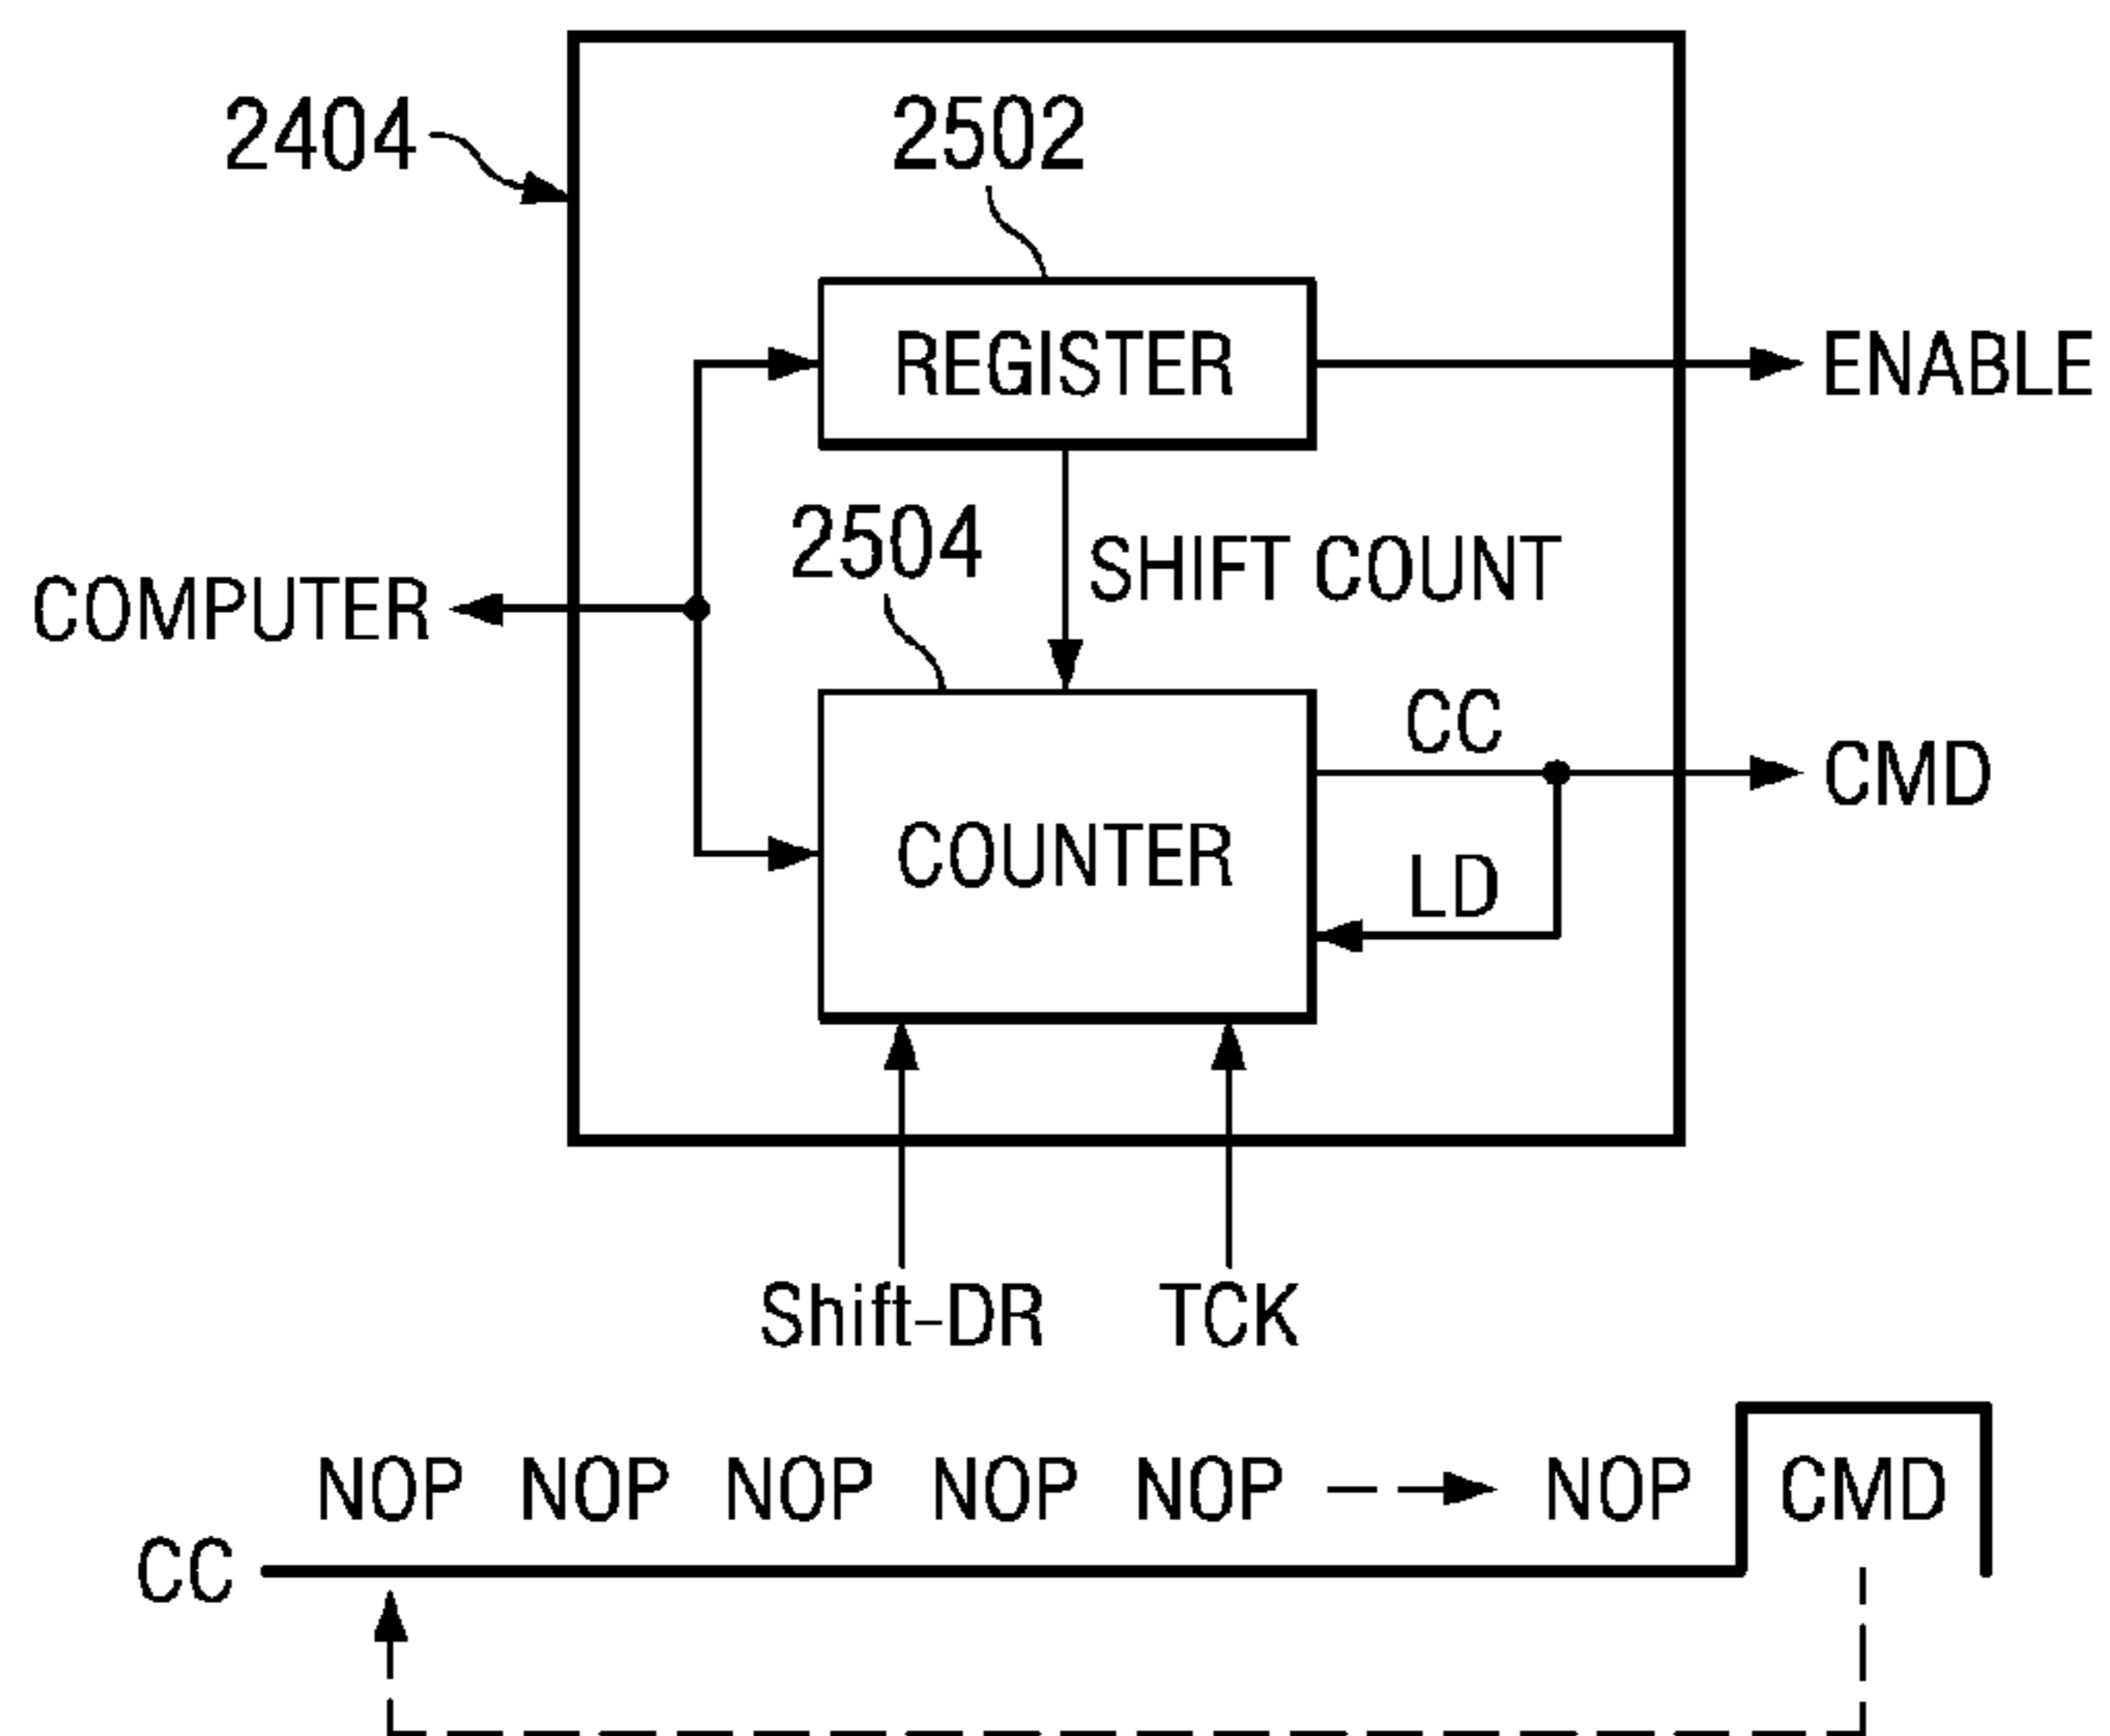 2404
2502
REGISTER
ENABLE
2504
SHIFT COUNT
COMPUTER
CC
CMD
COUNTER
LD
Shift-DR
TCK
NOP NOP NOP NOP NOP NOP CMD
CC